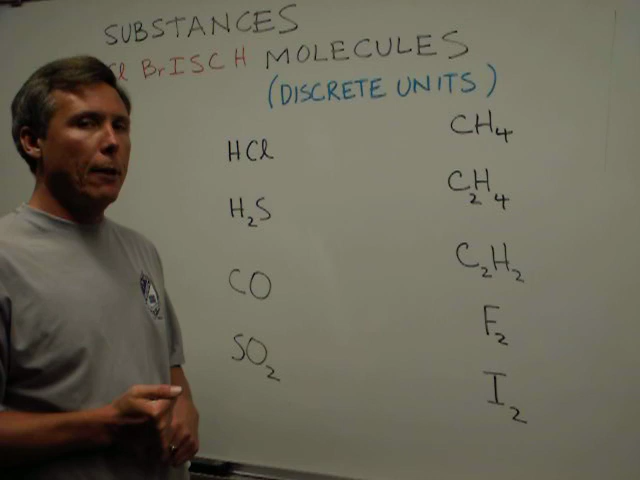 SUBSTANCES
BrISCH MOLECULES
(DISCRETE UNITS)
HCl
H₂S
CO
SO₂
CH₄
C₂H₄
C₂H₂
F₂
I₂